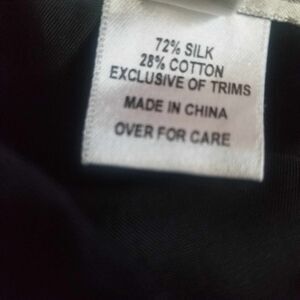 72% SILK
28% COTTON
EXCLUSIVE OF TRIMS
MADE IN CHINA
OVER FOR CARE